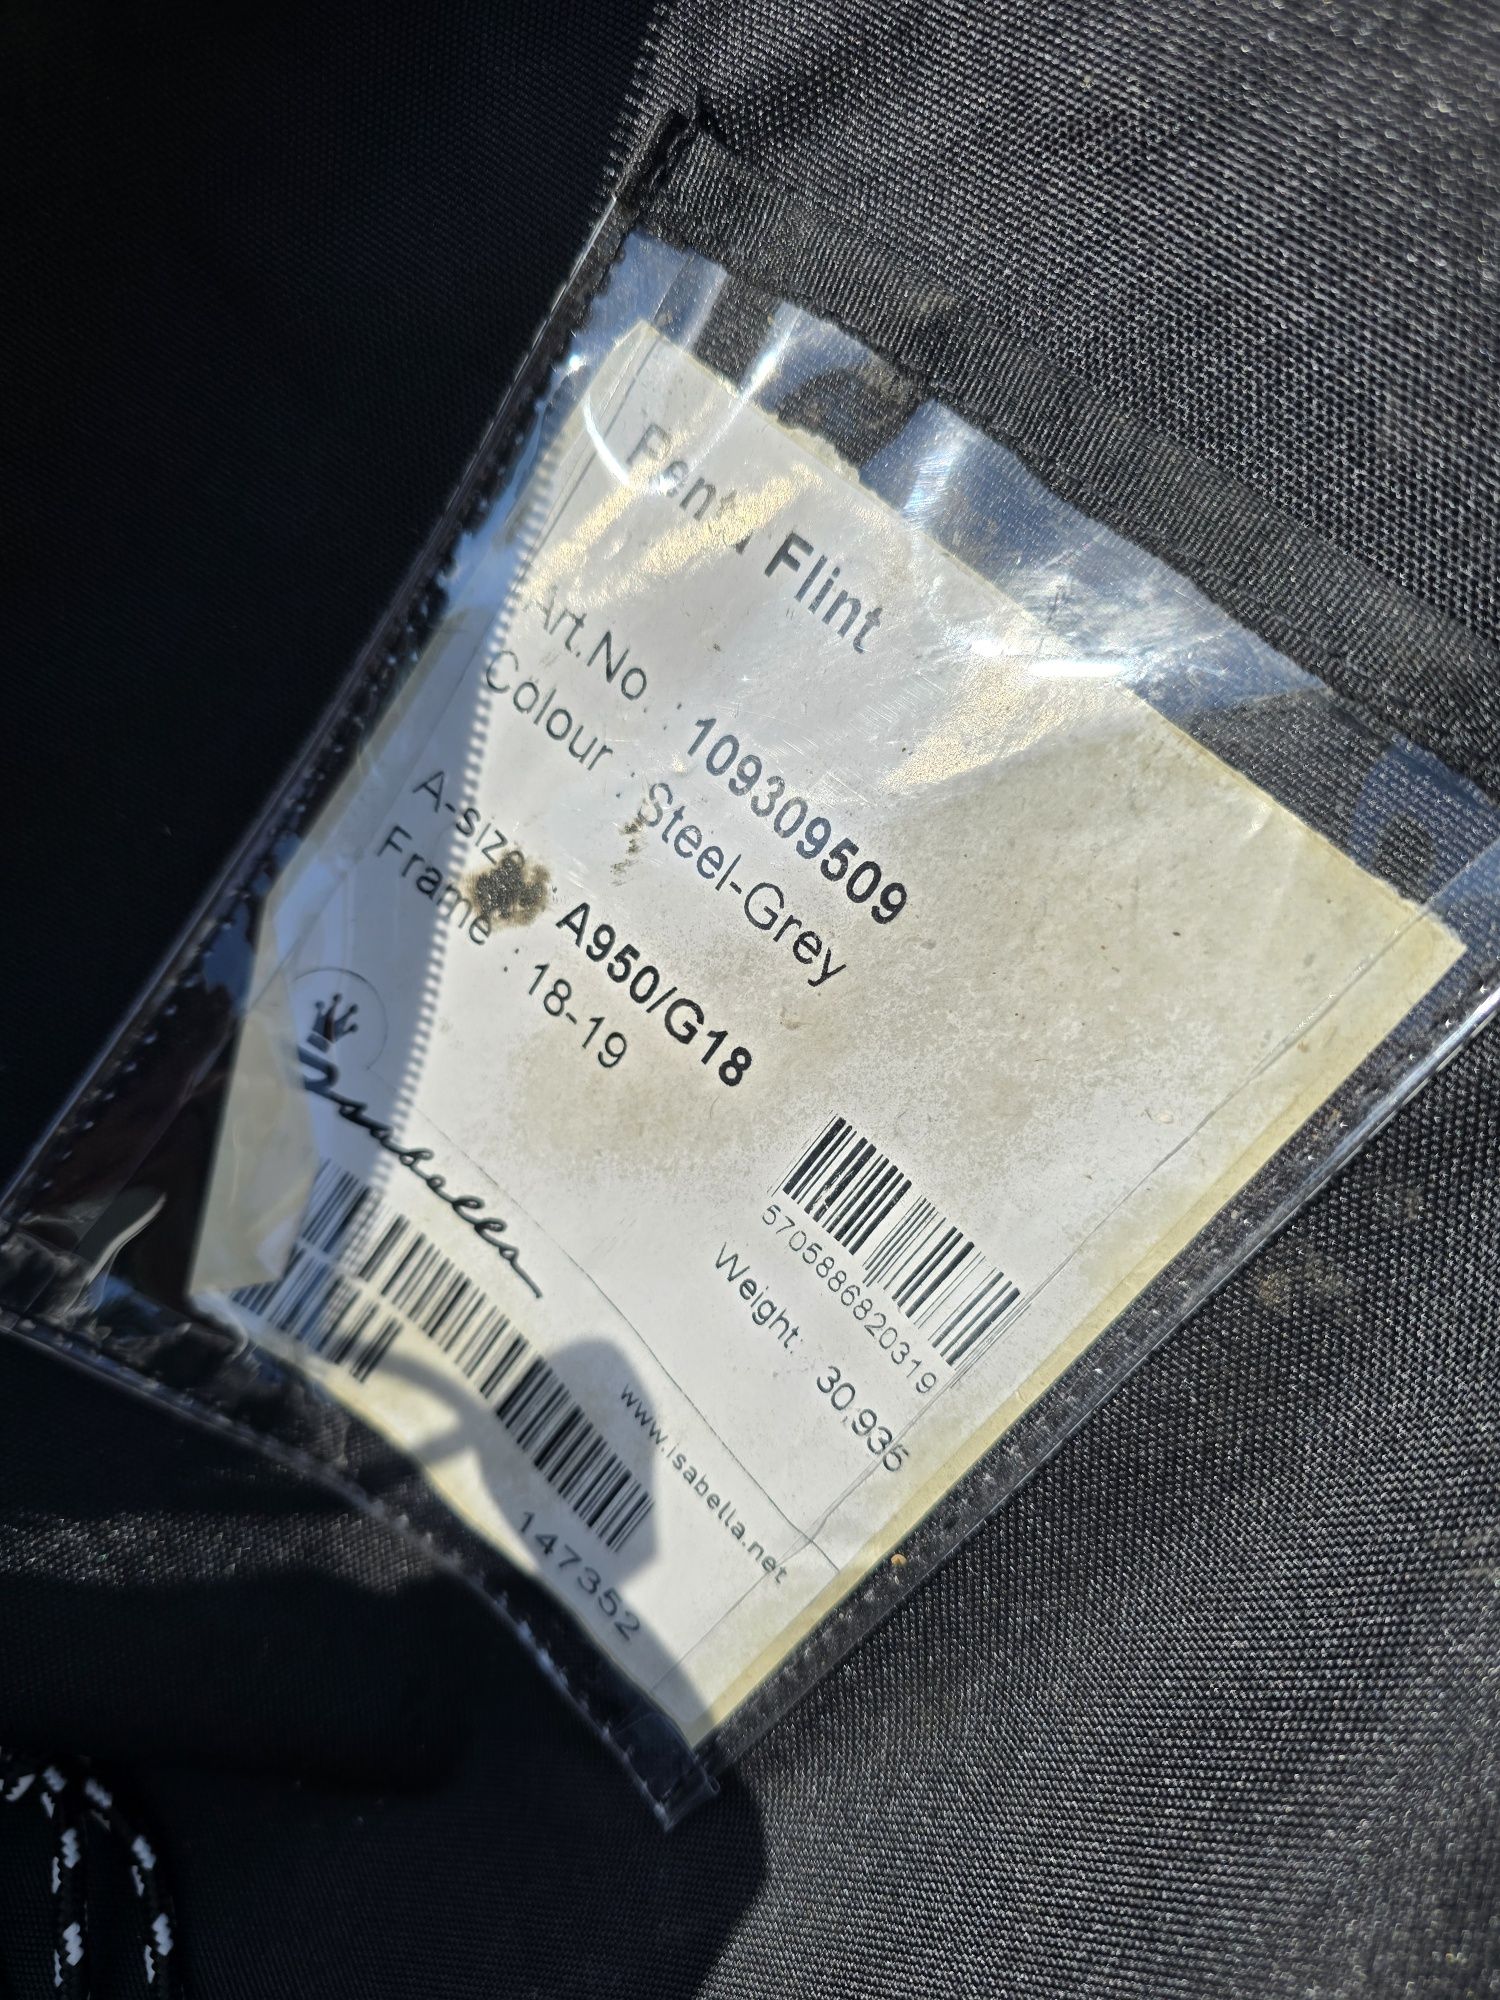 Penta Flint
Art.No. : 109309509
Colour : Steel-Grey
A-size : A950/G18
Frame : 18-19
5705886820319
Weight: 30,935
Isabella
www.isabella.net
147352